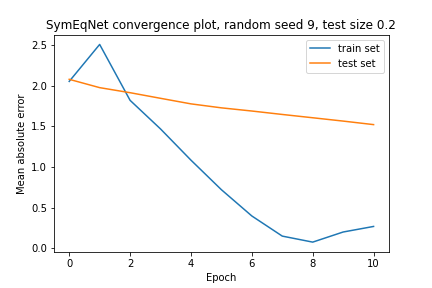 SymEqNet convergence plot, random seed 9, test size 0.2
train set
test set
Mean absolute error
2.5
2.0
1.5
1.0
0.5
0.0
0 2 4 6 8 10
Epoch